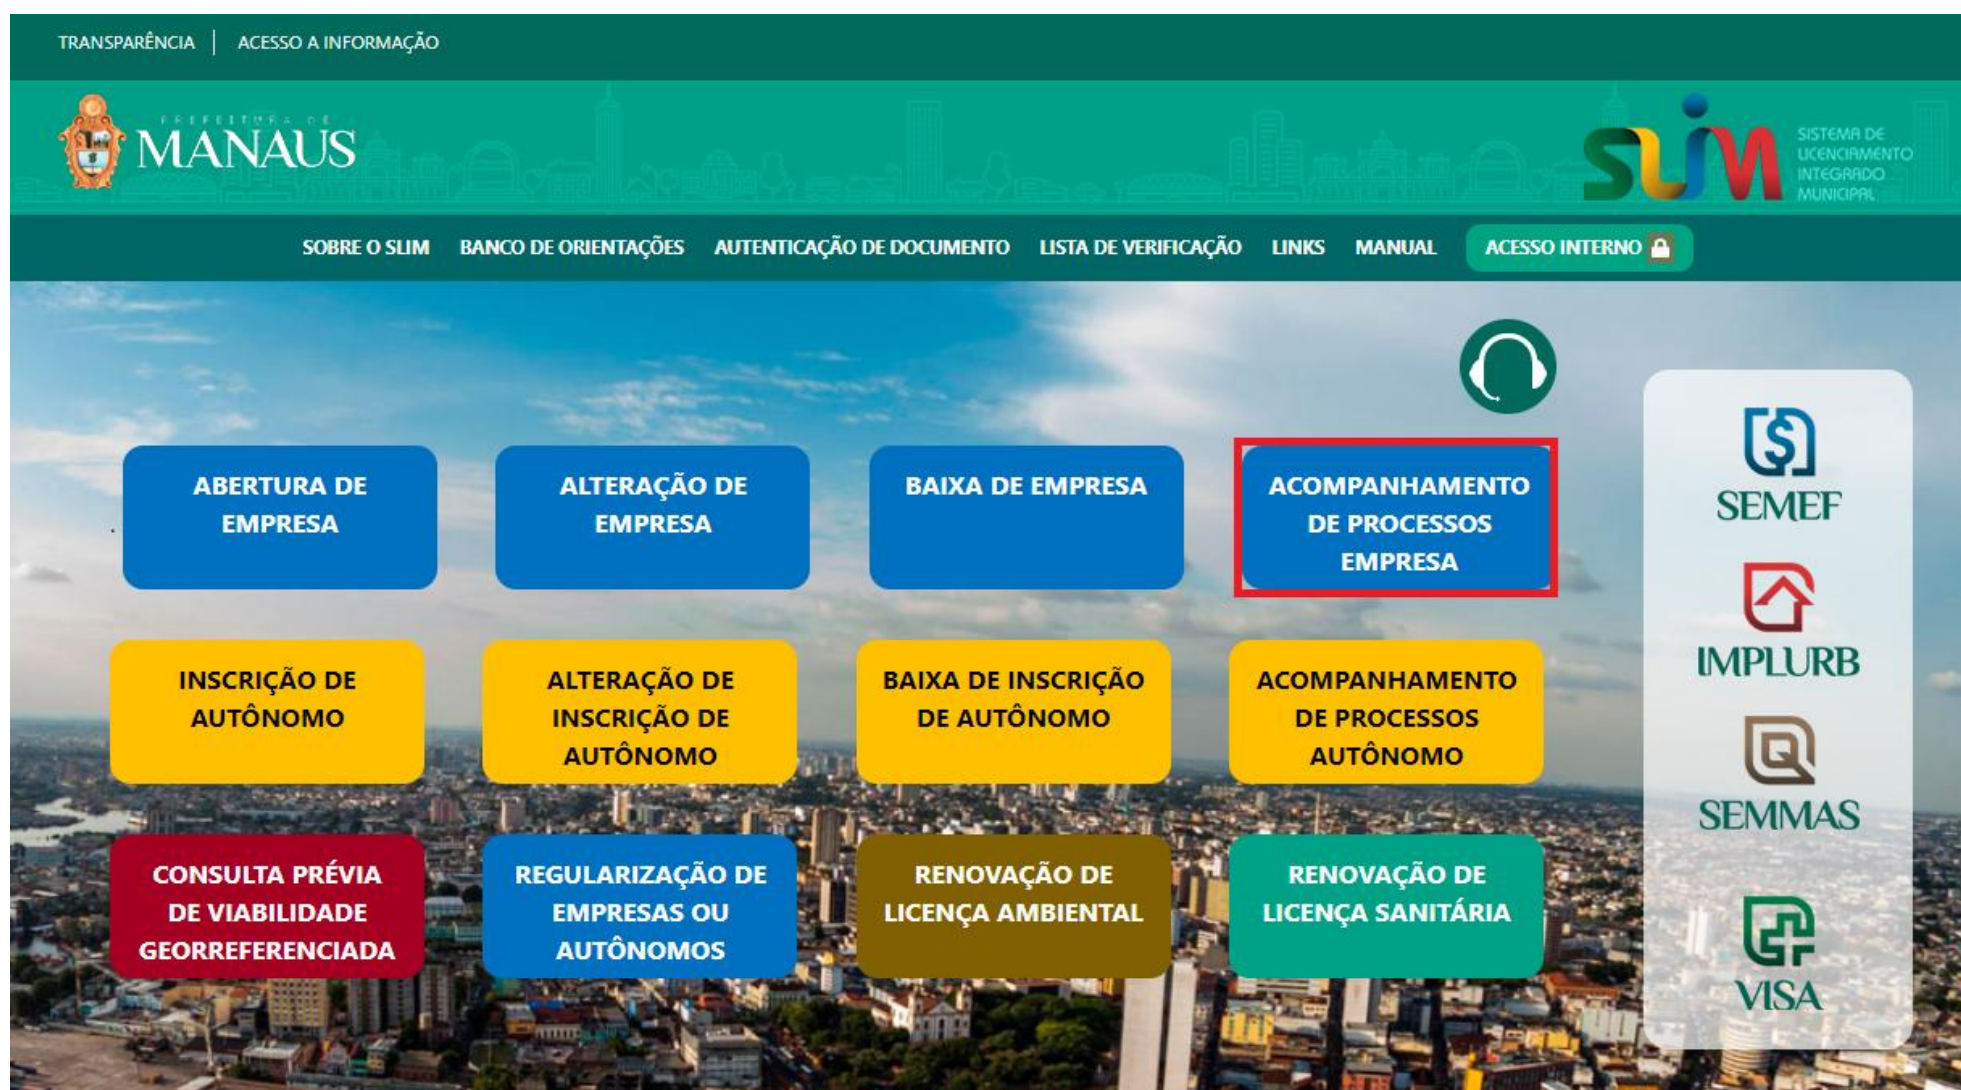 TRANSPARÊNCIA
ACESSO A INFORMAÇÃO
PREFEITURA DE
MANAUS
SLIM
SISTEMA DE
LICENCIAMENTO
INTEGRADO
MUNICIPAL
SOBRE O SLIM
BANCO DE ORIENTAÇÕES
AUTENTICAÇÃO DE DOCUMENTO
LISTA DE VERIFICAÇÃO
LINKS
MANUAL
ACESSO INTERNO
ABERTURA DE
EMPRESA
ALTERAÇÃO DE
EMPRESA
BAIXA DE EMPRESA
ACOMPANHAMENTO
DE PROCESSOS
EMPRESA
INSCRIÇÃO DE
AUTÔNOMO
ALTERAÇÃO
INSCRIÇÃO DE
AUTÔNOMO
BAIXA DE INSCRIÇÃO
DE AUTÔNOMO
ACOMPANHAMENTO
DE PROCESSOS
AUTÔNOMO
CONSULTA PRÉVIA
DE VIABILIDADE
GEORREFERENCIADA
REGULARIZAÇÃO DE
EMPRESAS OU
AUTÔNOMOS
RENOVAÇÃO DE
LICENÇA AMBIENTAL
RENOVAÇÃO DE
LICENÇA SANITÁRIA
SEMEF
IMPLURB
SEMMAS
VISA